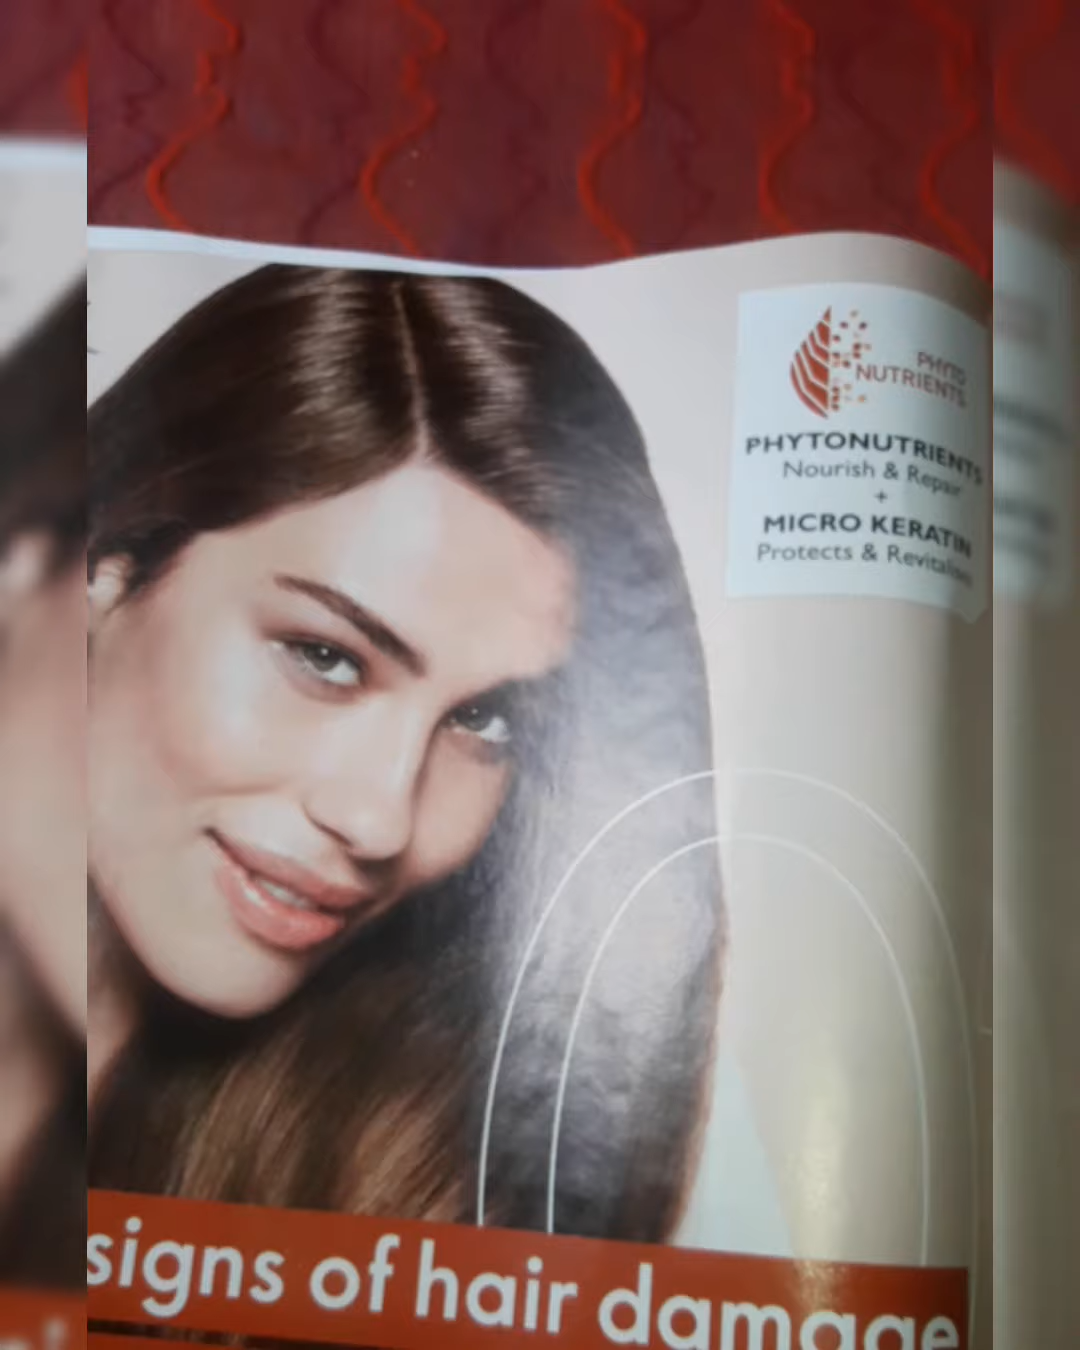 PHYTO
NUTRIENTS
PHYTONUTRIENTS
Nourish & Repair
+
MICRO KERATIN
Protects & Revitalises
signs of hair damage